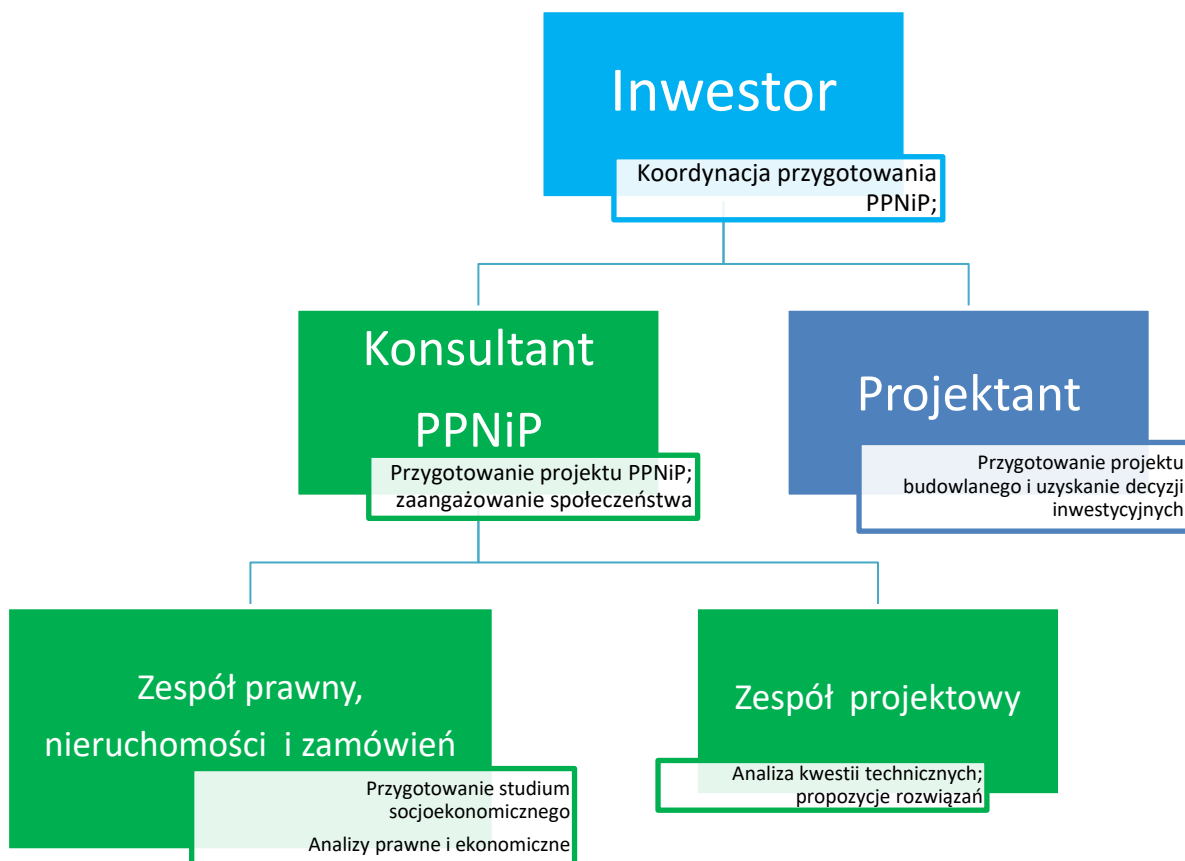 Inwestor
Koordynacja przygotowania
PPNiP;
Konsultant
PPNiP
Przygotowanie projektu PPNiP;
zaangażowanie społeczeństwa
Projektant
Przygotowanie projektu
budowlanego i uzyskanie decyzji
inwestycyjnych
Zespół prawny,
nieruchomości i zamówień
Przygotowanie studium
socjoekonomicznego
Analizy prawne i ekonomiczne
Zespół projektowy
Analiza kwestii technicznych;
propozycje rozwiązań